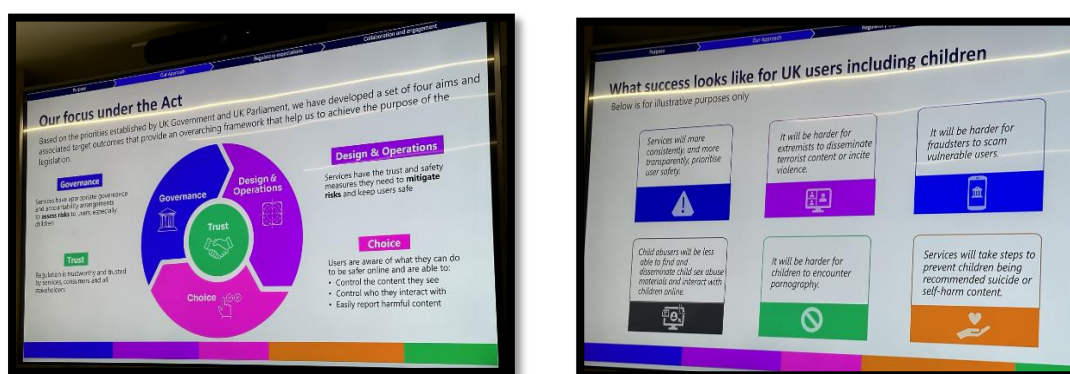 Purpose
Our Approach
Regulatory expectations
Collaboration and engagement
Our focus under the Act
Based on the priorities established by UK Government and UK Parliament, we have developed a set of four aims and
associated target outcomes that provide an overarching framework that help us to achieve the purpose of the
legislation.
Governance
Services have appropriate governance
and accountability arrangements
to assess risks to users, especially
children
Trust
Regulation is trustworthy and trusted
by services, consumers and all
stakeholders
Governance
Design &
Operations
Trust
Choice
Design & Operations
Services have the trust and safety
measures they need to mitigate
risks and keep users safe
Choice
Users are aware of what they can do
to be safer online and are able to:
• Control the content they see
• Control who they interact with
• Easily report harmful content
Purpose
Our Approach
What success looks like for UK users including children
Below is for illustrative purposes only
Services will more
consistently, and more
transparently, prioritise
user safety.
It will be harder for
extremists to disseminate
terrorist content or incite
violence.
It will be harder for
fraudsters to scam
vulnerable users.
Child abusers will be less
able to find and
disseminate child sex abuse
materials and interact with
children online.
It will be harder for
children to encounter
pornography.
Services will take steps to
prevent children being
recommended suicide or
self-harm content.